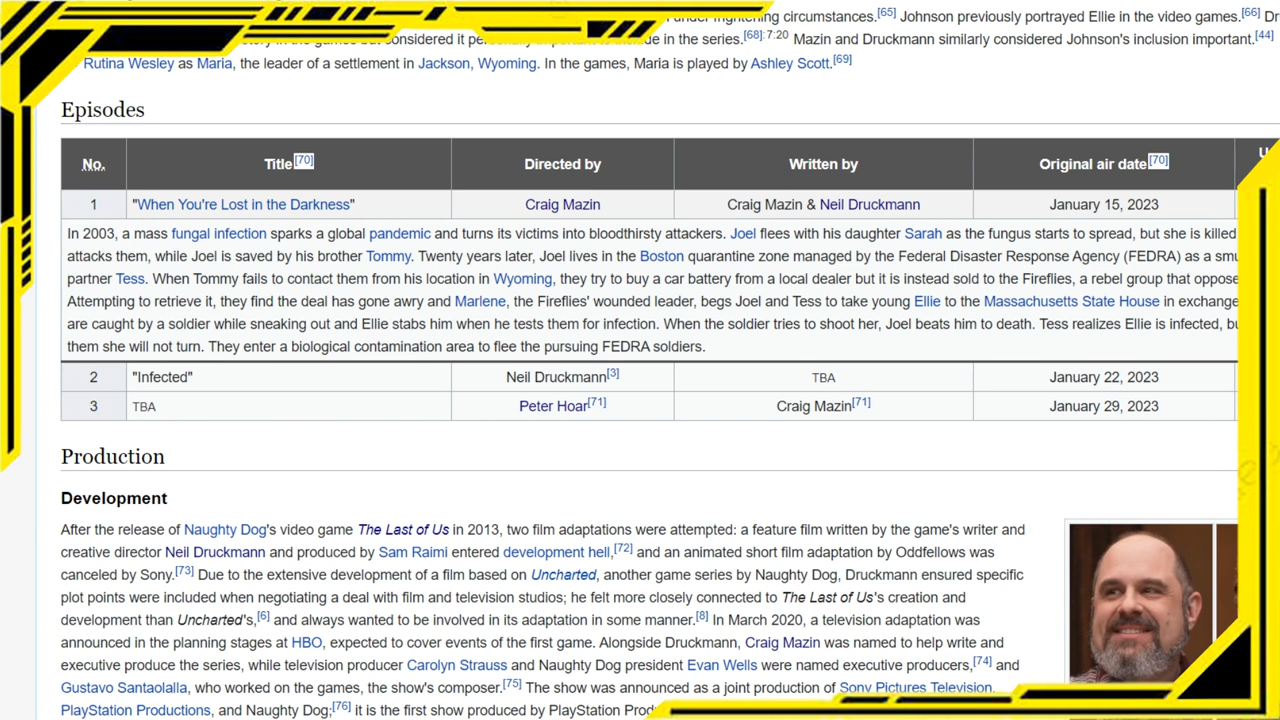 under frightening circumstances.[65] Johnson previously portrayed Ellie in the video games.[66] Dr
in the games but considered it personally important to include in the series.[68]:7:20 Mazin and Druckmann similarly considered Johnson's inclusion important.[44]
Rutina Wesley as Maria, the leader of a settlement in Jackson, Wyoming. In the games, Maria is played by Ashley Scott.[69]
Episodes
No. Title[70] Directed by Written by Original air date[70]
1 "When You're Lost in the Darkness" Craig Mazin Craig Mazin & Neil Druckmann January 15, 2023
In 2003, a mass fungal infection sparks a global pandemic and turns its victims into bloodthirsty attackers. Joel flees with his daughter Sarah as the fungus starts to spread, but she is killed
attacks them, while Joel is saved by his brother Tommy. Twenty years later, Joel lives in the Boston quarantine zone managed by the Federal Disaster Response Agency (FEDRA) as a smu
partner Tess. When Tommy fails to contact them from his location in Wyoming, they try to buy a car battery from a local dealer but it is instead sold to the Fireflies, a rebel group that oppose
Attempting to retrieve it, they find the deal has gone awry and Marlene, the Fireflies' wounded leader, begs Joel and Tess to take young Ellie to the Massachusetts State House in exchange
are caught by a soldier while sneaking out and Ellie stabs him when he tests them for infection. When the soldier tries to shoot her, Joel beats him to death. Tess realizes Ellie is infected, bu
them she will not turn. They enter a biological contamination area to flee the pursuing FEDRA soldiers.
2 "Infected" Neil Druckmann[3] TBA January 22, 2023
3 TBA Peter Hoar[71] Craig Mazin[71] January 29, 2023
Production
Development
After the release of Naughty Dog's video game The Last of Us in 2013, two film adaptations were attempted: a feature film written by the game's writer and
creative director Neil Druckmann and produced by Sam Raimi entered development hell,[72] and an animated short film adaptation by Oddfellows was
canceled by Sony.[73] Due to the extensive development of a film based on Uncharted, another game series by Naughty Dog, Druckmann ensured specific
plot points were included when negotiating a deal with film and television studios; he felt more closely connected to The Last of Us's creation and
development than Uncharted's,[6] and always wanted to be involved in its adaptation in some manner.[8] In March 2020, a television adaptation was
announced in the planning stages at HBO, expected to cover events of the first game. Alongside Druckmann, Craig Mazin was named to help write and
executive produce the series, while television producer Carolyn Strauss and Naughty Dog president Evan Wells were named executive producers,[74] and
Gustavo Santaolalla, who worked on the games, the show's composer.[75] The show was announced as a joint production of Sony Pictures Television,
PlayStation Productions, and Naughty Dog;[76] it is the first show produced by PlayStation Prod